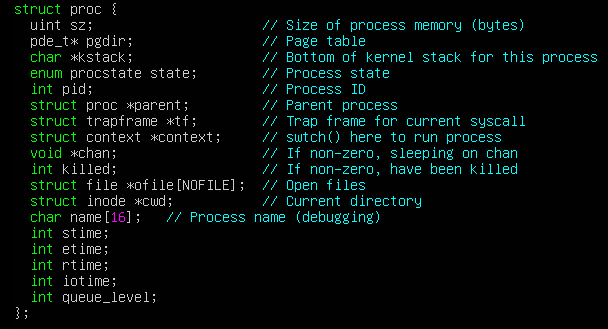 struct proc {
  uint sz;                     // Size of process memory (bytes)
  pde_t* pgdir;                // Page table
  char *kstack;                // Bottom of kernel stack for this process
  enum procstate state;        // Process state
  int pid;                     // Process ID
  struct proc *parent;         // Parent process
  struct trapframe *tf;        // Trap frame for current syscall
  struct context *context;     // swtch() here to run process
  void *chan;                  // If non-zero, sleeping on chan
  int killed;                  // If non-zero, have been killed
  struct file *ofile[NOFILE];  // Open files
  struct inode *cwd;           // Current directory
  char name[16];   // Process name (debugging)
  int stime;
  int etime;
  int rtime;
  int iotime;
  int queue_level;
};